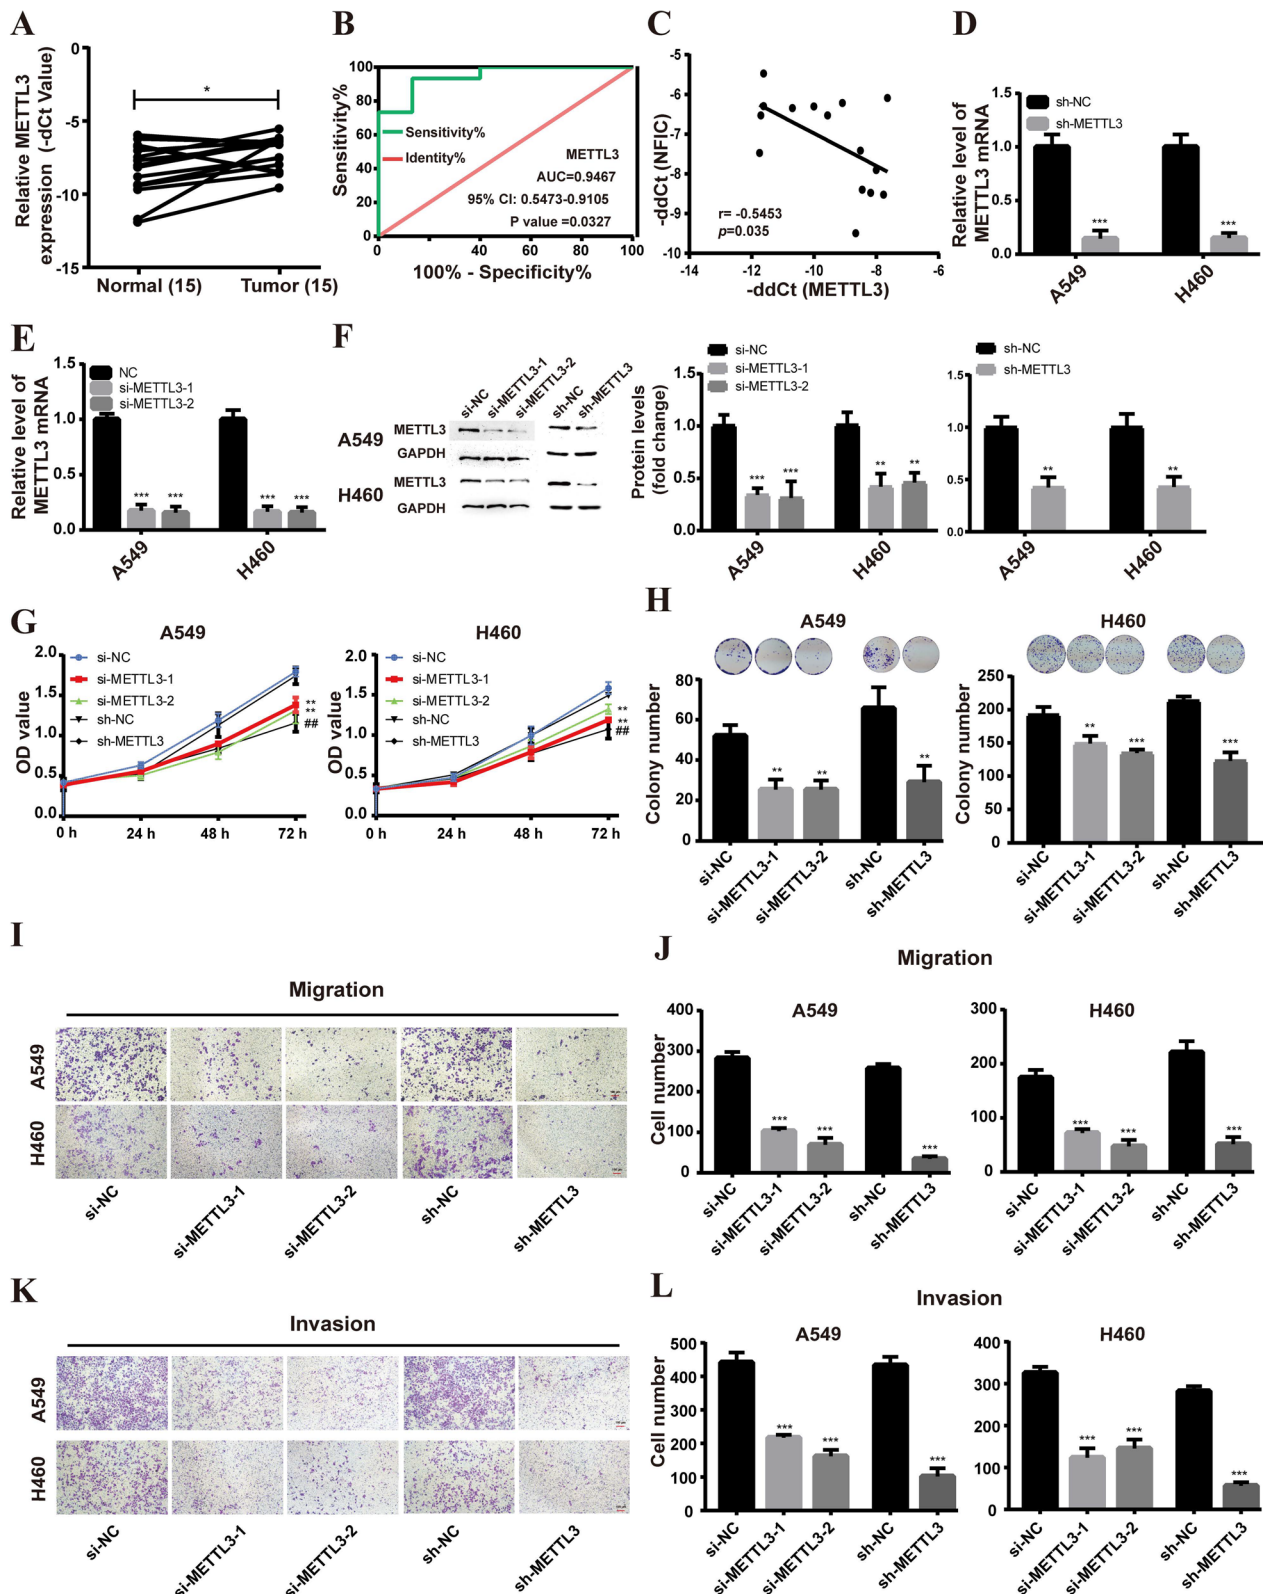 A
Relative METTL3
expression (-dCt Value)
0
-5
-10
-15
*
Normal (15)
Tumor (15)
B
Sensitivity%
100
80
60
40
20
0
Sensitivity%
Identity%
METTL3
AUC=0.9467
95% CI: 0.5473-0.9105
P value =0.0327
0 20 40 60 80 100
100% - Specificity%
C
-ddCt (NFIC)
-5
-6
-7
-8
-9
-10
r= -0.5453
p=0.035
-14 -12 -10 -8 -6
-ddCt (METTL3)
D
Relative level of
METTL3 mRNA
sh-NC
sh-METTL3
1.5
1.0
0.5
0.0
*** ***
A549 H460
E
Relative level of
METTL3 mRNA
NC
si-METTL3-1
si-METTL3-2
1.5
1.0
0.5
0.0
*** *** *** ***
A549 H460
F
si-NC si-METTL3-1 si-METTL3-2 sh-NC sh-METTL3
A549
METTL3
GAPDH
H460
METTL3
GAPDH
Protein levels
(fold change)
si-NC
si-METTL3-1
si-METTL3-2
1.5
1.0
0.5
0.0
*** *** ** **
A549 H460
sh-NC
sh-METTL3
1.5
1.0
0.5
0.0
** **
A549 H460
G
A549
OD value
2.0
1.5
1.0
0.5
0.0
si-NC
si-METTL3-1
si-METTL3-2
sh-NC
sh-METTL3
**
**
##
0 h 24 h 48 h 72 h
H460
OD value
2.0
1.5
1.0
0.5
0.0
si-NC
si-METTL3-1
si-METTL3-2
sh-NC
sh-METTL3
**
**
##
0 h 24 h 48 h 72 h
H
A549
Colony number
80
60
40
20
0
** ** **
si-NC si-METTL3-1 si-METTL3-2 sh-NC sh-METTL3
H460
Colony number
250
200
150
100
50
0
** *** ***
si-NC si-METTL3-1 si-METTL3-2 sh-NC sh-METTL3
I
Migration
A549
H460
si-NC si-METTL3-1 si-METTL3-2 sh-NC sh-METTL3
J
Migration
A549
Cell number
400
300
200
100
0
*** *** ***
si-NC si-METTL3-1 si-METTL3-2 sh-NC sh-METTL3
H460
300
200
100
0
*** *** ***
si-NC si-METTL3-1 si-METTL3-2 sh-NC sh-METTL3
K
Invasion
A549
H460
si-NC si-METTL3-1 si-METTL3-2 sh-NC sh-METTL3
L
Invasion
A549
Cell number
500
400
300
200
100
0
*** *** ***
si-NC si-METTL3-1 si-METTL3-2 sh-NC sh-METTL3
H460
400
300
200
100
0
*** *** ***
si-NC si-METTL3-1 si-METTL3-2 sh-NC sh-METTL3